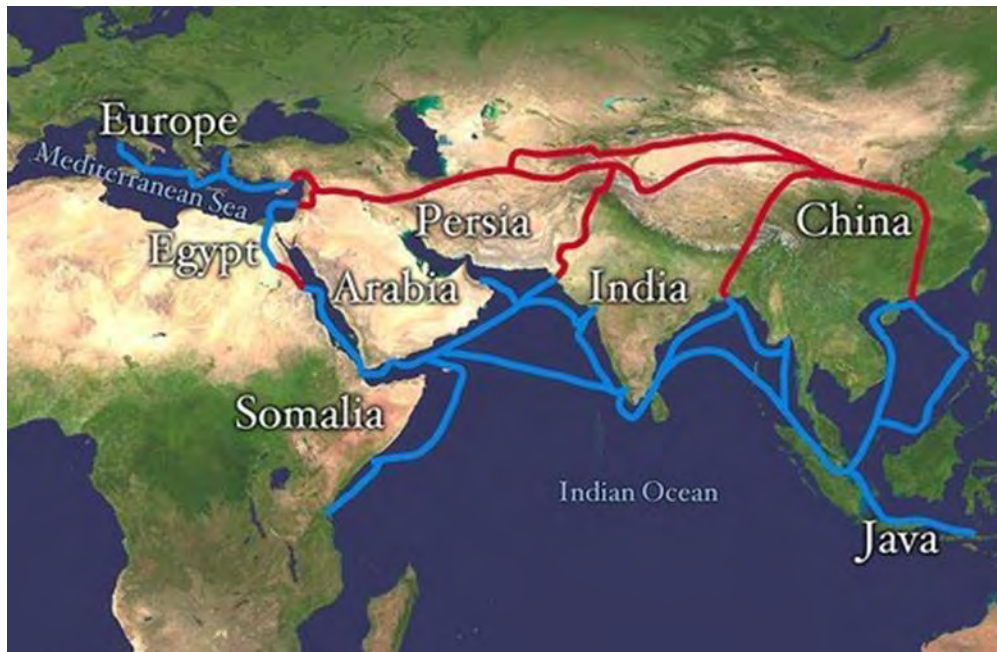 Europe
Mediterranean Sea
Egypt
Persia
China
Arabia
India
Somalia
Indian Ocean
Java